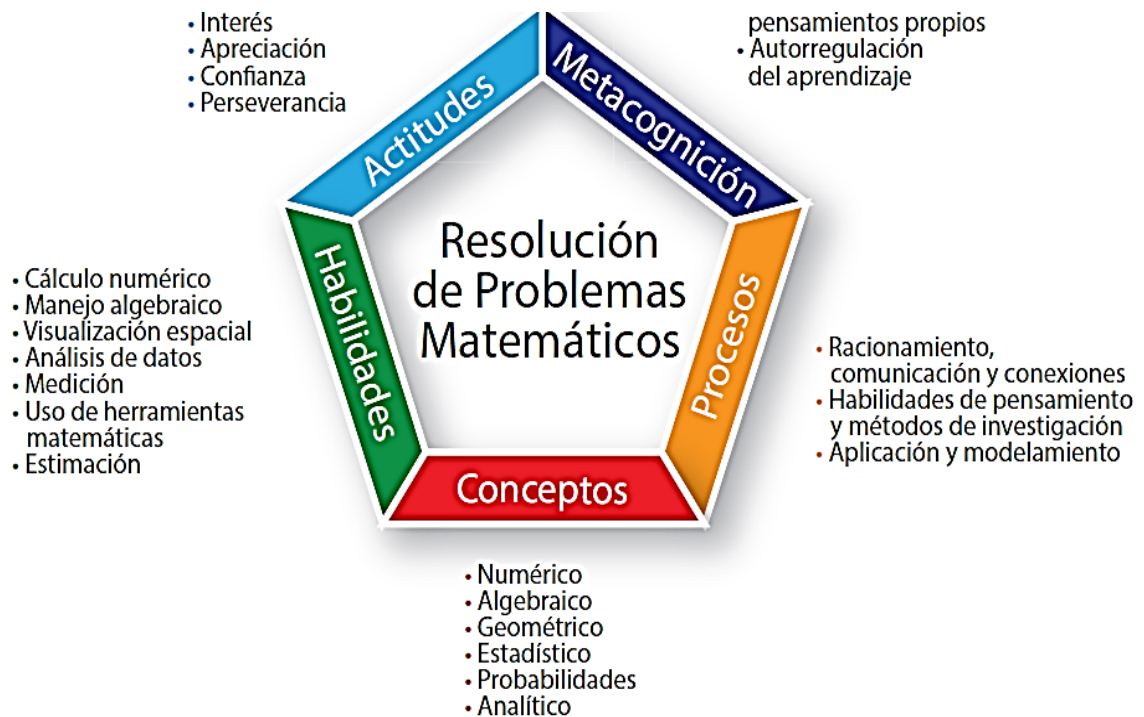 • Interés
• Apreciación
• Confianza
• Perseverancia
pensamientos propios
• Autorregulación
del aprendizaje
Actitudes
Metacognición
Resolución
de Problemas
Matemáticos
Habilidades
Procesos
Conceptos
• Cálculo numérico
• Manejo algebraico
• Visualización espacial
• Análisis de datos
• Medición
• Uso de herramientas
matemáticas
• Estimación
• Racionamiento,
comunicación y conexiones
• Habilidades de pensamiento
y métodos de investigación
• Aplicación y modelamiento
• Numérico
• Algebraico
• Geométrico
• Estadístico
• Probabilidades
• Analítico